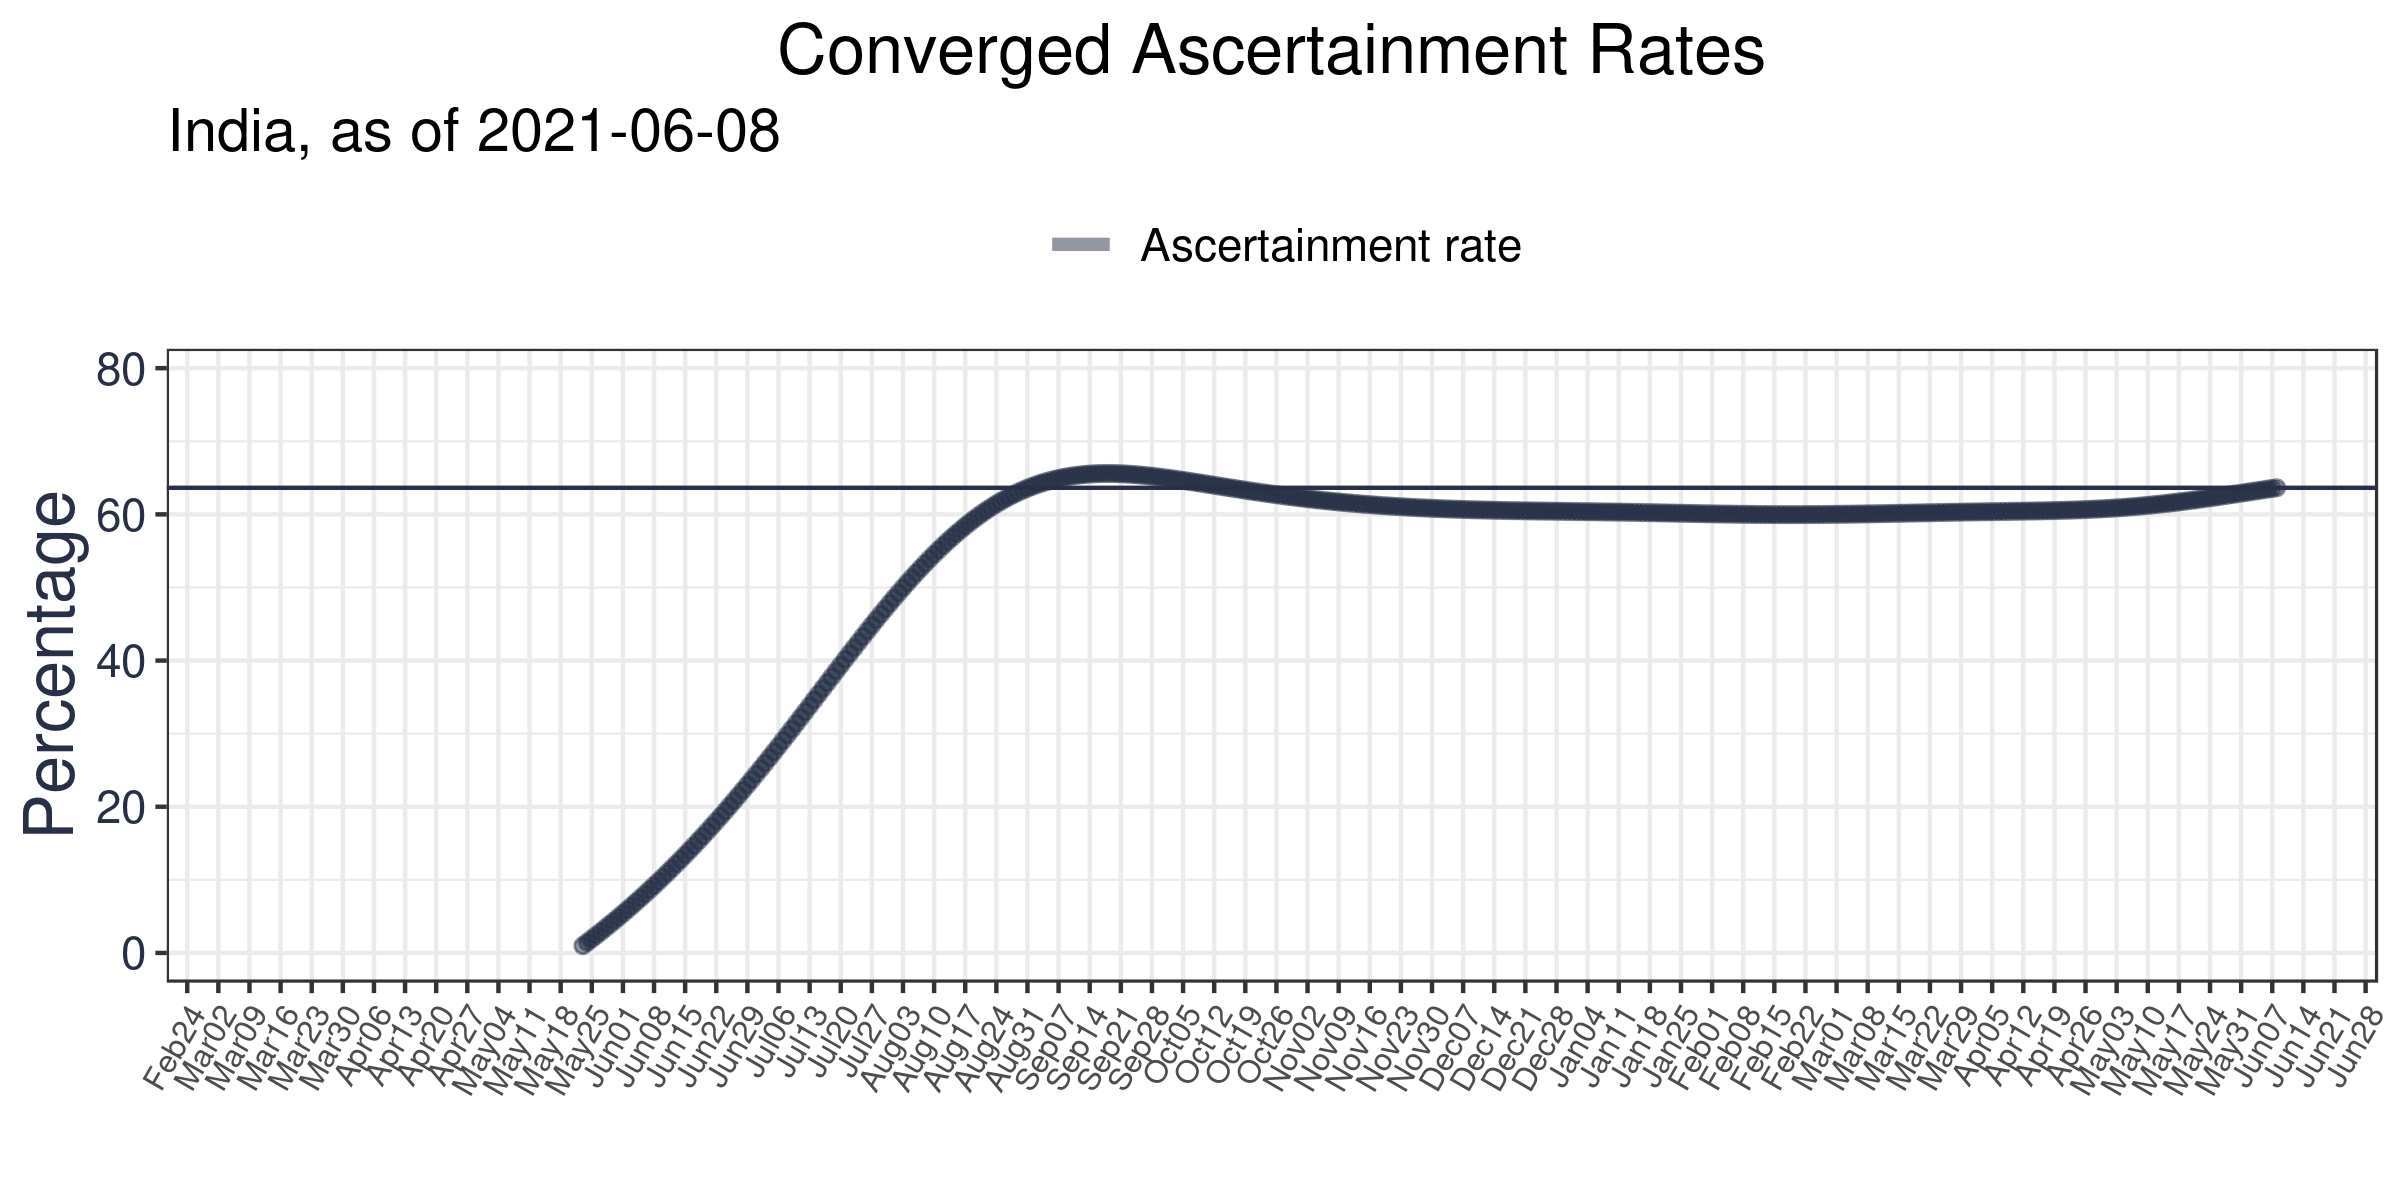 Converged Ascertainment Rates
India, as of 2021-06-08
Ascertainment rate
Percentage
80
60
40
20
0
Feb24
Mar02
Mar09
Mar16
Mar23
Mar30
Apr06
Apr13
Apr20
Apr27
May04
May11
May18
May25
Jun01
Jun08
Jun15
Jun22
Jun29
Jul06
Jul13
Jul20
Jul27
Aug03
Aug10
Aug17
Aug24
Aug31
Sep07
Sep14
Sep21
Sep28
Oct05
Oct12
Oct19
Oct26
Nov02
Nov09
Nov16
Nov23
Nov30
Dec07
Dec14
Dec21
Dec28
Jan04
Jan11
Jan18
Jan25
Feb01
Feb08
Feb15
Feb22
Mar01
Mar08
Mar15
Mar22
Mar29
Apr05
Apr12
Apr19
Apr26
May03
May10
May17
May24
May31
Jun07
Jun14
Jun21
Jun28